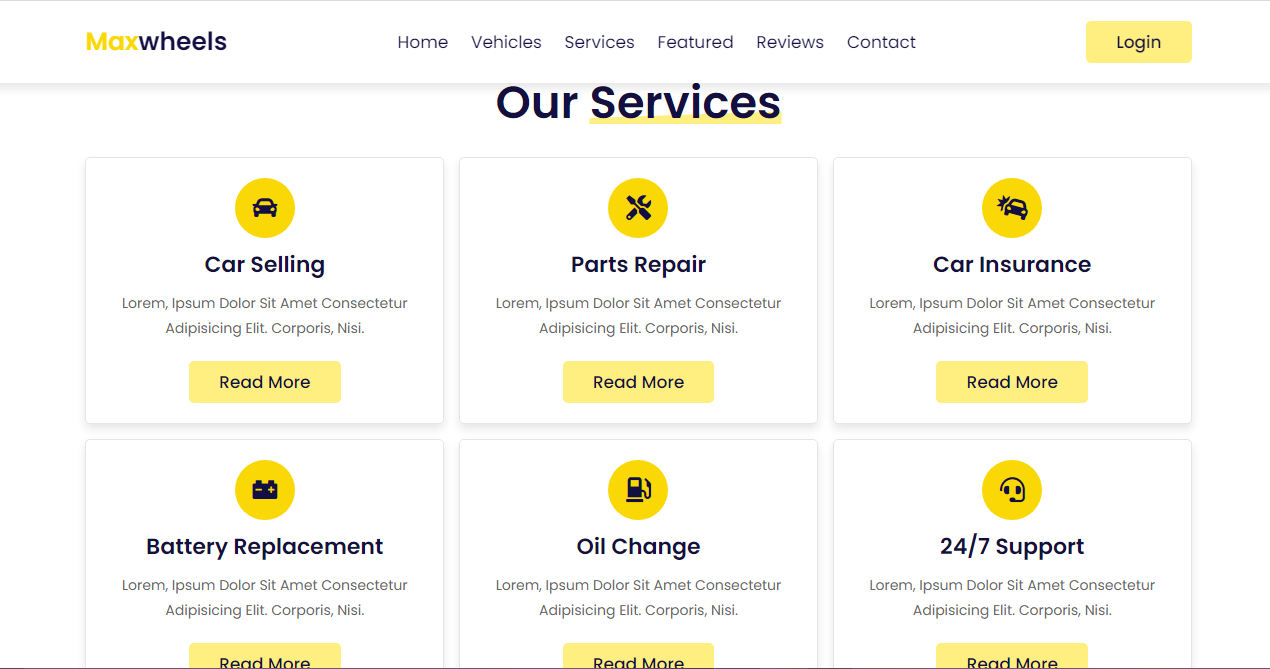 Maxwheels Home Vehicles Services Featured Reviews Contact Login
Our Services
Car Selling
Lorem, Ipsum Dolor Sit Amet Consectetur
Adipisicing Elit. Corporis, Nisi.
Read More
Parts Repair
Lorem, Ipsum Dolor Sit Amet Consectetur
Adipisicing Elit. Corporis, Nisi.
Read More
Car Insurance
Lorem, Ipsum Dolor Sit Amet Consectetur
Adipisicing Elit. Corporis, Nisi.
Read More
Battery Replacement
Lorem, Ipsum Dolor Sit Amet Consectetur
Adipisicing Elit. Corporis, Nisi.
Read More
Oil Change
Lorem, Ipsum Dolor Sit Amet Consectetur
Adipisicing Elit. Corporis, Nisi.
Read More
24/7 Support
Lorem, Ipsum Dolor Sit Amet Consectetur
Adipisicing Elit. Corporis, Nisi.
Read More